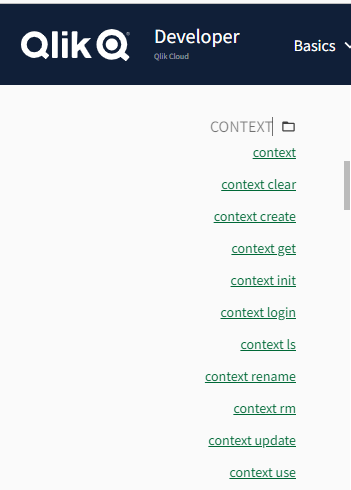 Qlik Developer Basics
Qlik Cloud
CONTEXT
context
context clear
context create
context get
context init
context login
context ls
context rename
context rm
context update
context use